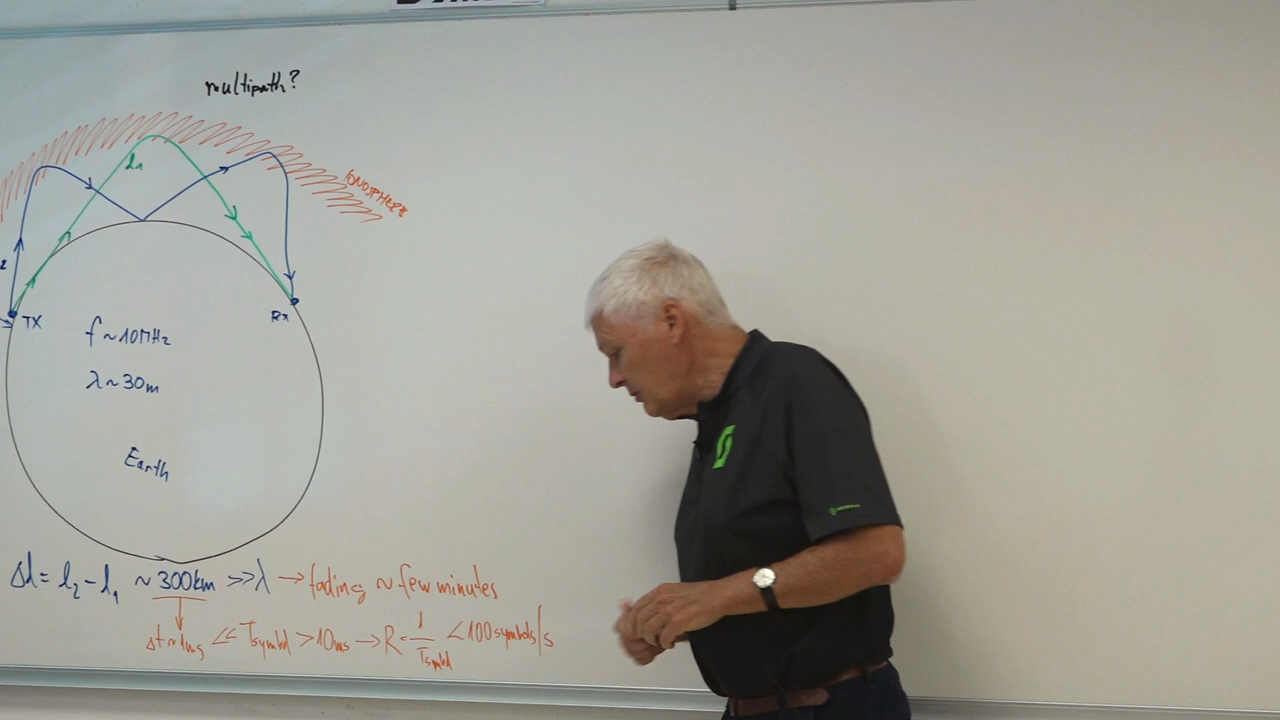 multipath?
l₁
IONOSPHERE
2
TX
Rx
f ~ 10MHz
λ ~ 30m
Earth
Δl = l₂ - l₁ ~ 300km >> λ → fading ~ few minutes
Δt ~ 1ms << Tsymbol > 10ms → R = 1/Tsymbol < 100 symbols/s